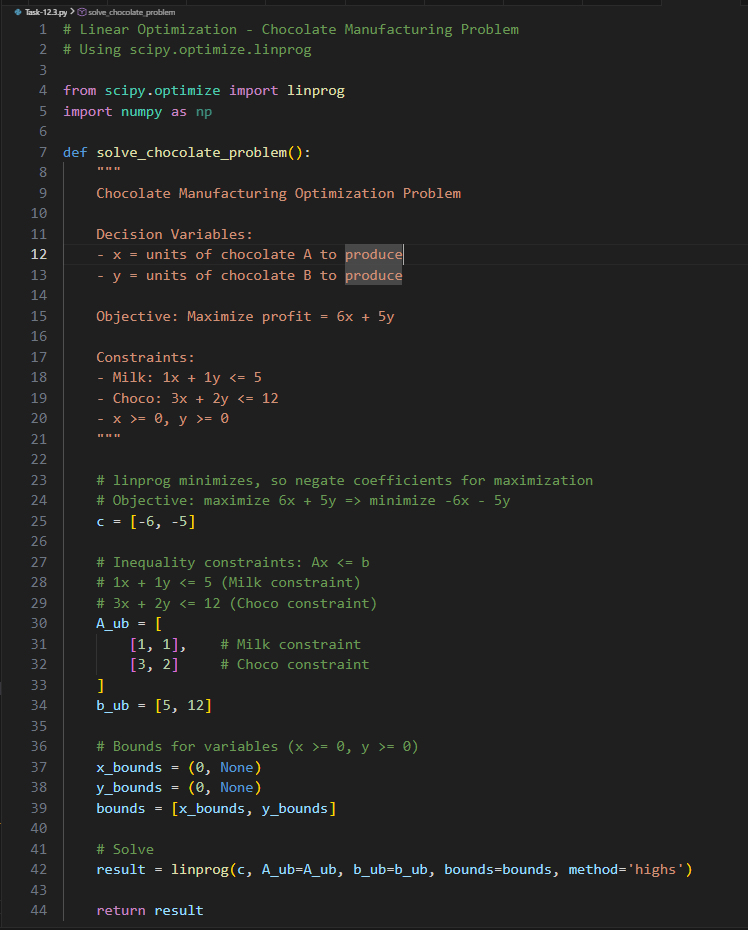 Task-12.3.py > solve_chocolate_problem
1 # Linear Optimization - Chocolate Manufacturing Problem
2 # Using scipy.optimize.linprog
3
4 from scipy.optimize import linprog
5 import numpy as np
6
7 def solve_chocolate_problem():
8     """
9     Chocolate Manufacturing Optimization Problem
10
11     Decision Variables:
12     - x = units of chocolate A to produce
13     - y = units of chocolate B to produce
14
15     Objective: Maximize profit = 6x + 5y
16
17     Constraints:
18     - Milk: 1x + 1y <= 5
19     - Choco: 3x + 2y <= 12
20     - x >= 0, y >= 0
21     """
22
23     # linprog minimizes, so negate coefficients for maximization
24     # Objective: maximize 6x + 5y => minimize -6x - 5y
25     c = [-6, -5]
26
27     # Inequality constraints: Ax <= b
28     # 1x + 1y <= 5 (Milk constraint)
29     # 3x + 2y <= 12 (Choco constraint)
30     A_ub = [
31         [1, 1],    # Milk constraint
32         [3, 2]     # Choco constraint
33     ]
34     b_ub = [5, 12]
35
36     # Bounds for variables (x >= 0, y >= 0)
37     x_bounds = (0, None)
38     y_bounds = (0, None)
39     bounds = [x_bounds, y_bounds]
40
41     # Solve
42     result = linprog(c, A_ub=A_ub, b_ub=b_ub, bounds=bounds, method='highs')
43
44     return result